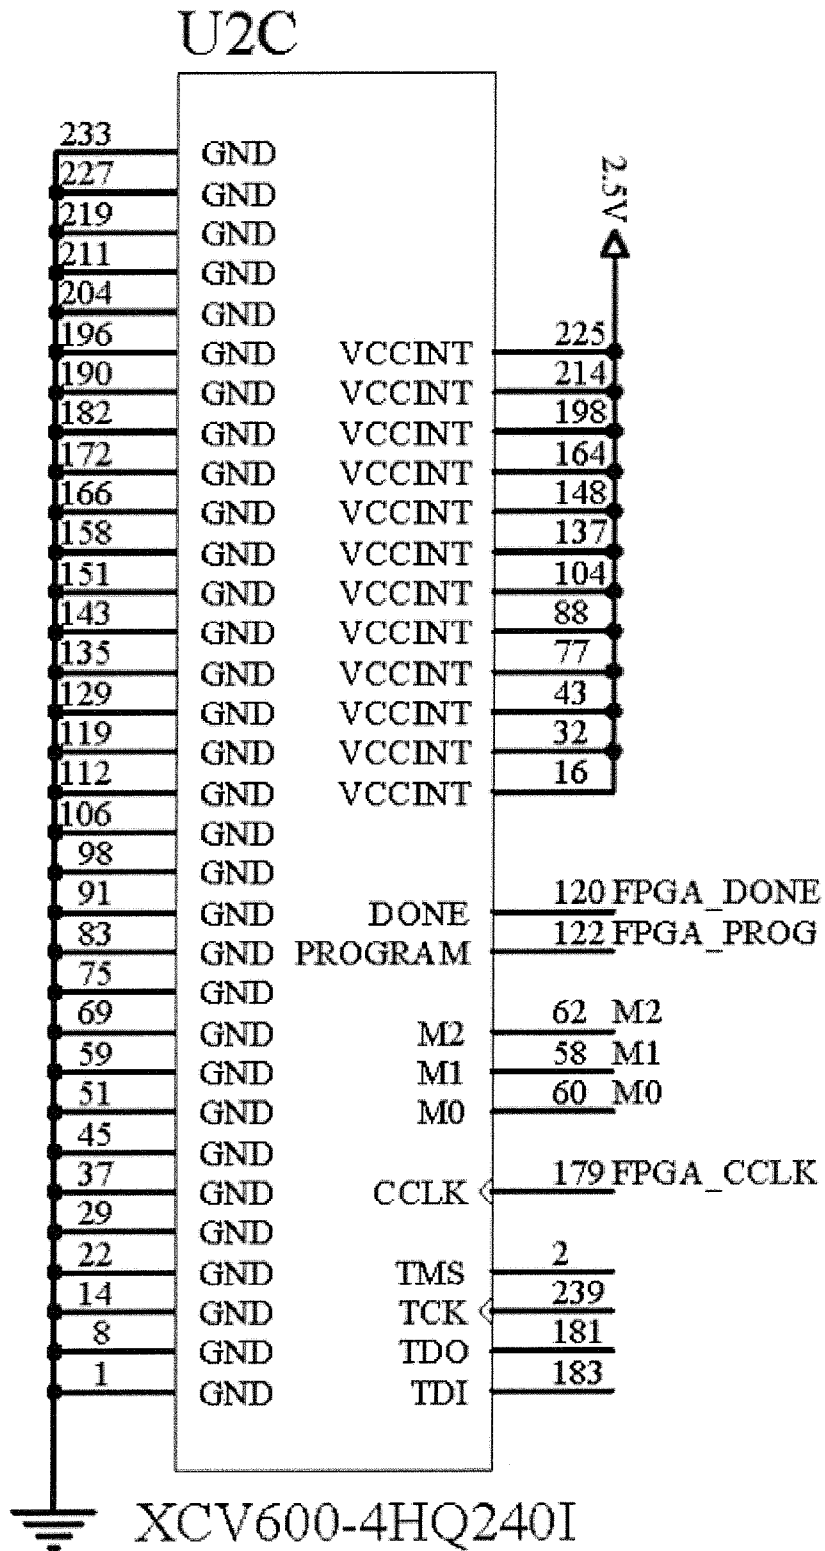 U2C
233 GND
227 GND
219 GND
211 GND
204 GND
2.5V
196 GND VCCINT 225
190 GND VCCINT 214
182 GND VCCINT 198
172 GND VCCINT 164
166 GND VCCINT 148
158 GND VCCINT 137
151 GND VCCINT 104
143 GND VCCINT 88
135 GND VCCINT 77
129 GND VCCINT 43
119 GND VCCINT 32
112 GND VCCINT 16
106 GND
98 GND
91 GND DONE 120 FPGA_DONE
83 GND PROGRAM 122 FPGA_PROG
75 GND
69 GND M2 62 M2
59 GND M1 58 M1
51 GND M0 60 M0
45 GND
37 GND CCLK 179 FPGA_CCLK
29 GND
22 GND TMS 2
14 GND TCK 239
8 GND TDO 181
1 GND TDI 183
XCV600-4HQ240I